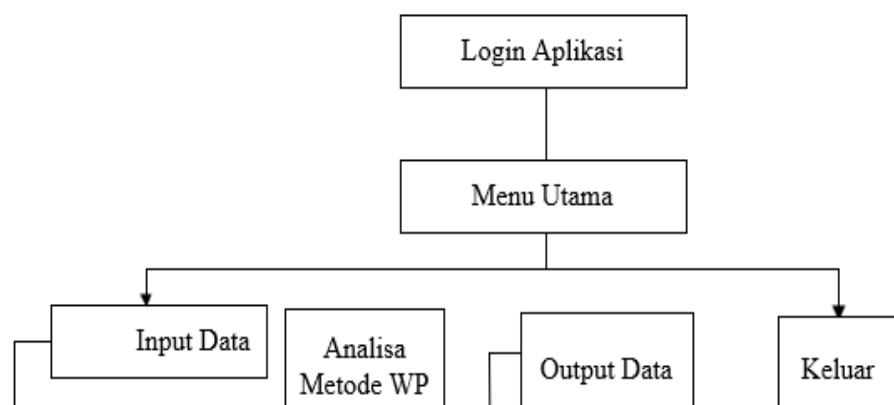 Login Aplikasi
Menu Utama
Input Data
Analisa
Metode WP
Output Data
Keluar